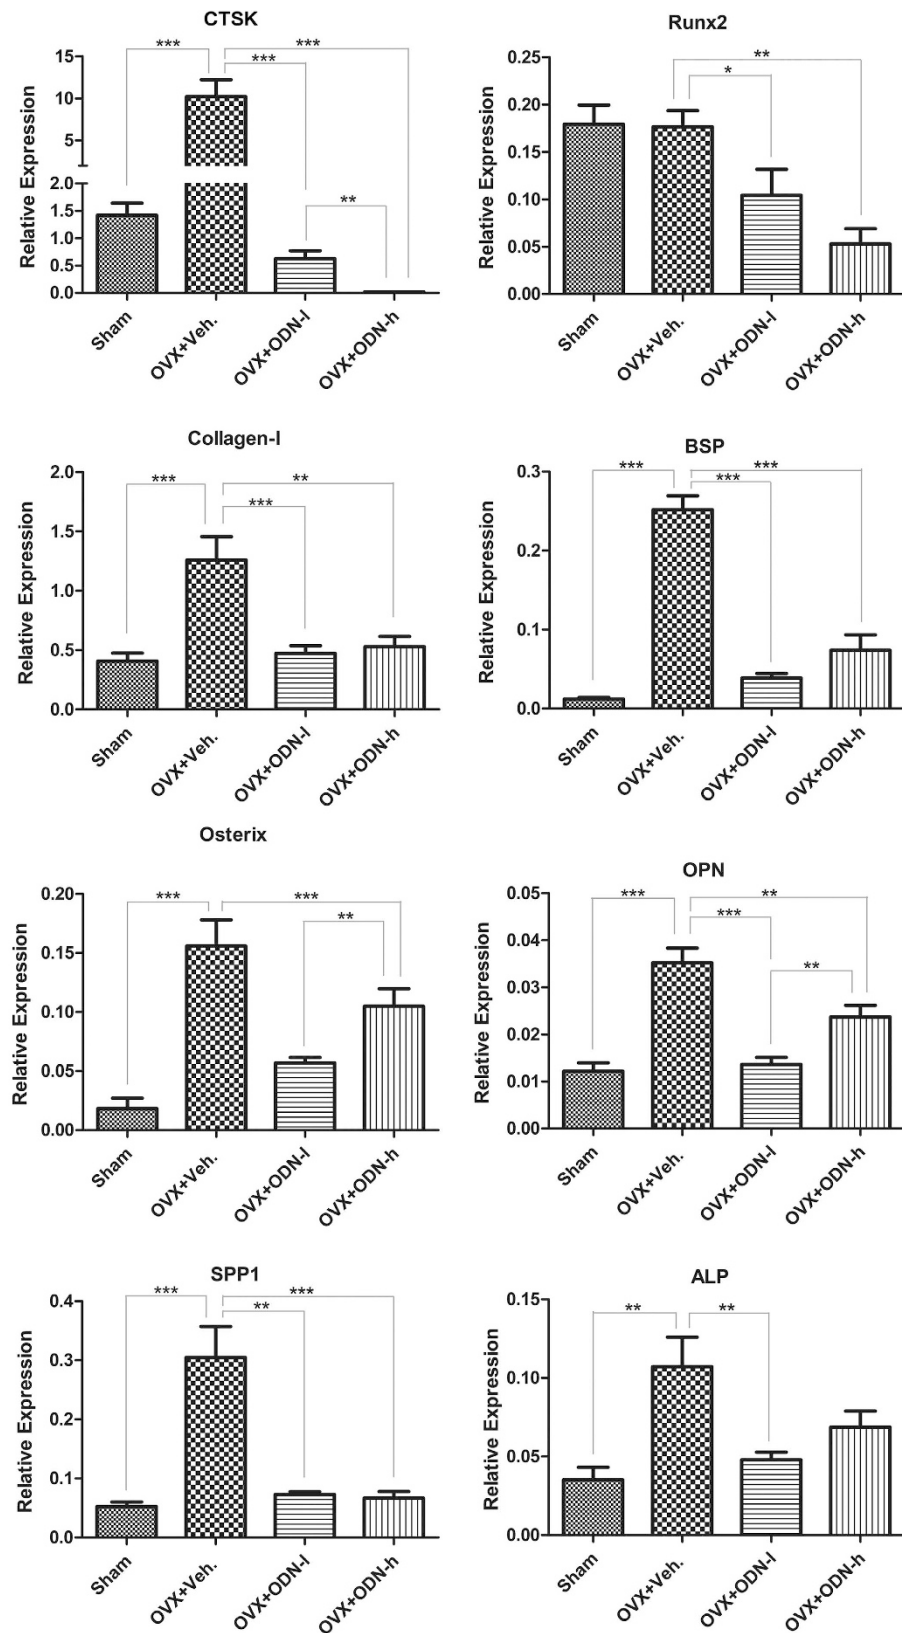 CTSK
***
***
***
**
Relative Expression
15
10
5
2.0
1.5
1.0
0.5
0.0
Sham
OVX+Veh.
OVX+ODN-l
OVX+ODN-h
Runx2
**
*
Relative Expression
0.25
0.20
0.15
0.10
0.05
0.00
Sham
OVX+Veh.
OVX+ODN-l
OVX+ODN-h
Collagen-I
***
**
***
Relative Expression
2.0
1.5
1.0
0.5
0.0
Sham
OVX+Veh.
OVX+ODN-l
OVX+ODN-h
BSP
***
***
***
Relative Expression
0.3
0.2
0.1
0.0
Sham
OVX+Veh.
OVX+ODN-l
OVX+ODN-h
Osterix
***
***
**
Relative Expression
0.20
0.15
0.10
0.05
0.00
Sham
OVX+Veh.
OVX+ODN-l
OVX+ODN-h
OPN
***
**
***
**
Relative Expression
0.05
0.04
0.03
0.02
0.01
0.00
Sham
OVX+Veh.
OVX+ODN-l
OVX+ODN-h
SPP1
***
***
**
Relative Expression
0.4
0.3
0.2
0.1
0.0
Sham
OVX+Veh.
OVX+ODN-l
OVX+ODN-h
ALP
**
**
Relative Expression
0.15
0.10
0.05
0.00
Sham
OVX+Veh.
OVX+ODN-l
OVX+ODN-h